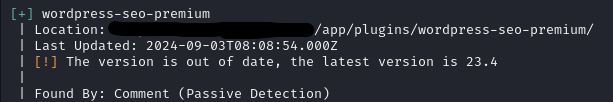 [+] wordpress-seo-premium
| Location: /app/plugins/wordpress-seo-premium/
| Last Updated: 2024-09-03T08:08:54.000Z
| [!] The version is out of date, the latest version is 23.4
|
| Found By: Comment (Passive Detection)